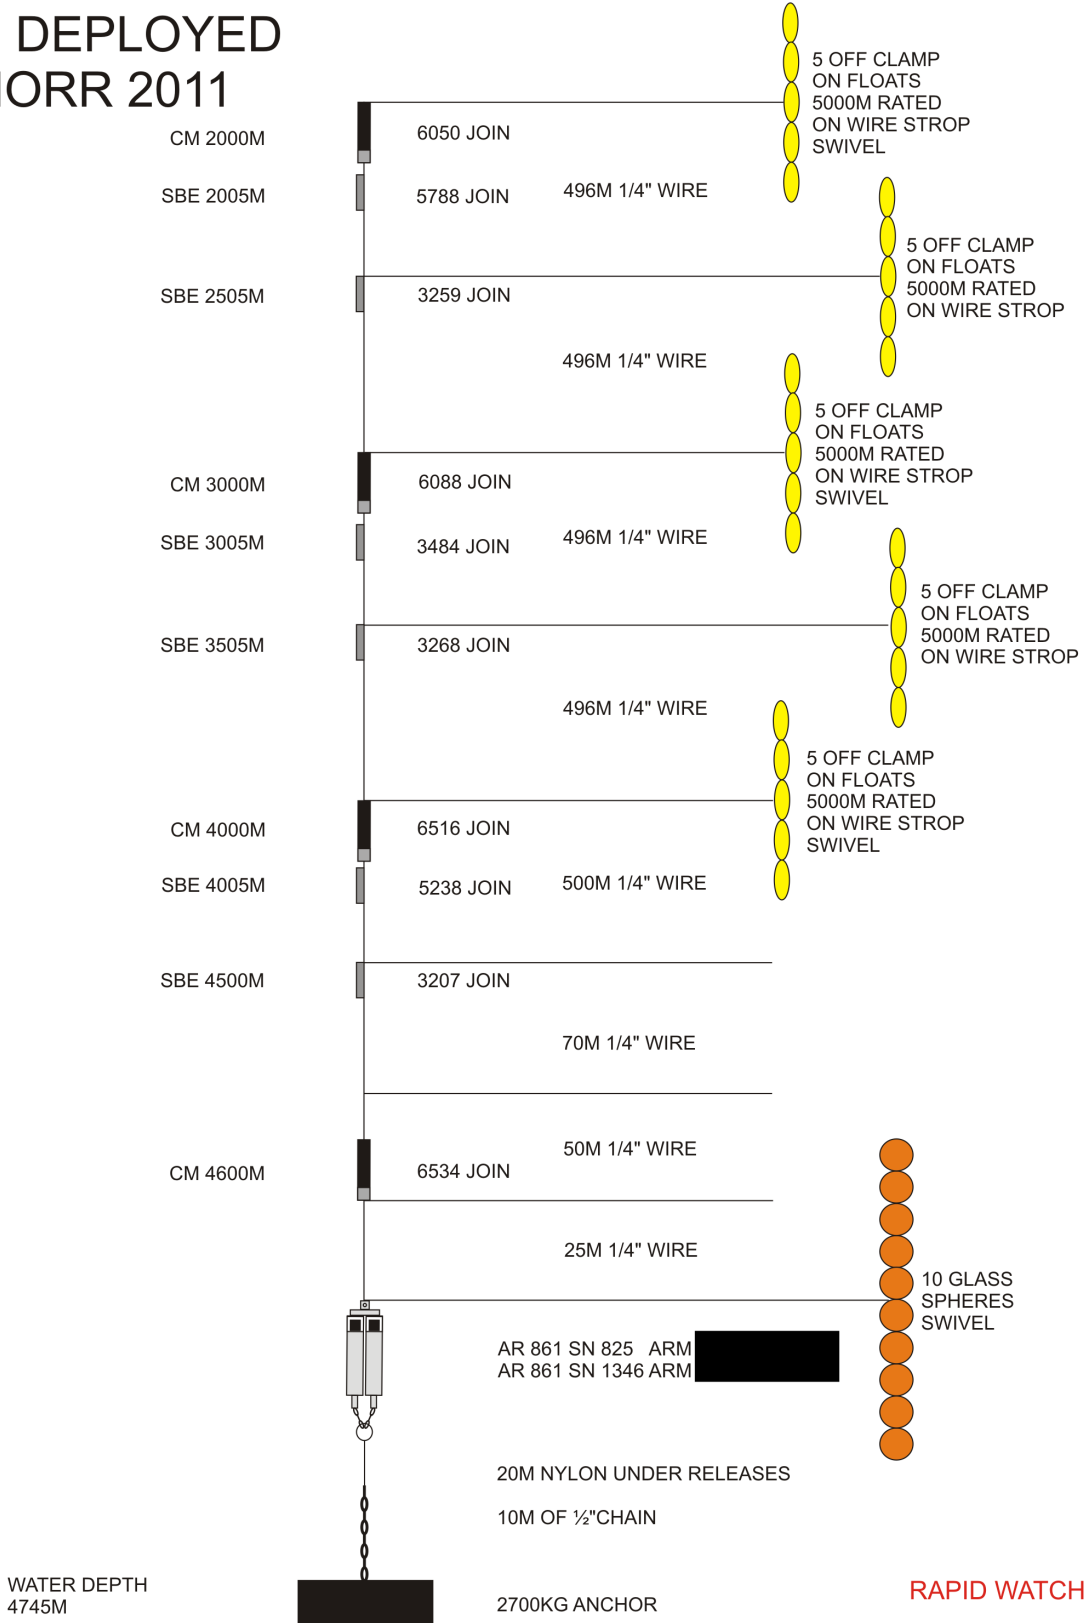 DEPLOYED
ORR 2011
5 OFF CLAMP
ON FLOATS
5000M RATED
ON WIRE STROP
SWIVEL
CM 2000M
6050 JOIN
SBE 2005M
5788 JOIN
496M 1/4" WIRE
5 OFF CLAMP
ON FLOATS
5000M RATED
ON WIRE STROP
SBE 2505M
3259 JOIN
496M 1/4" WIRE
5 OFF CLAMP
ON FLOATS
5000M RATED
ON WIRE STROP
SWIVEL
CM 3000M
6088 JOIN
SBE 3005M
3484 JOIN
496M 1/4" WIRE
5 OFF CLAMP
ON FLOATS
5000M RATED
ON WIRE STROP
SBE 3505M
3268 JOIN
496M 1/4" WIRE
5 OFF CLAMP
ON FLOATS
5000M RATED
ON WIRE STROP
SWIVEL
CM 4000M
6516 JOIN
SBE 4005M
5238 JOIN
500M 1/4" WIRE
SBE 4500M
3207 JOIN
70M 1/4" WIRE
50M 1/4" WIRE
CM 4600M
6534 JOIN
25M 1/4" WIRE
10 GLASS
SPHERES
SWIVEL
AR 861 SN 825 ARM
AR 861 SN 1346 ARM
20M NYLON UNDER RELEASES
10M OF ½"CHAIN
WATER DEPTH
4745M
2700KG ANCHOR
RAPID WATCH